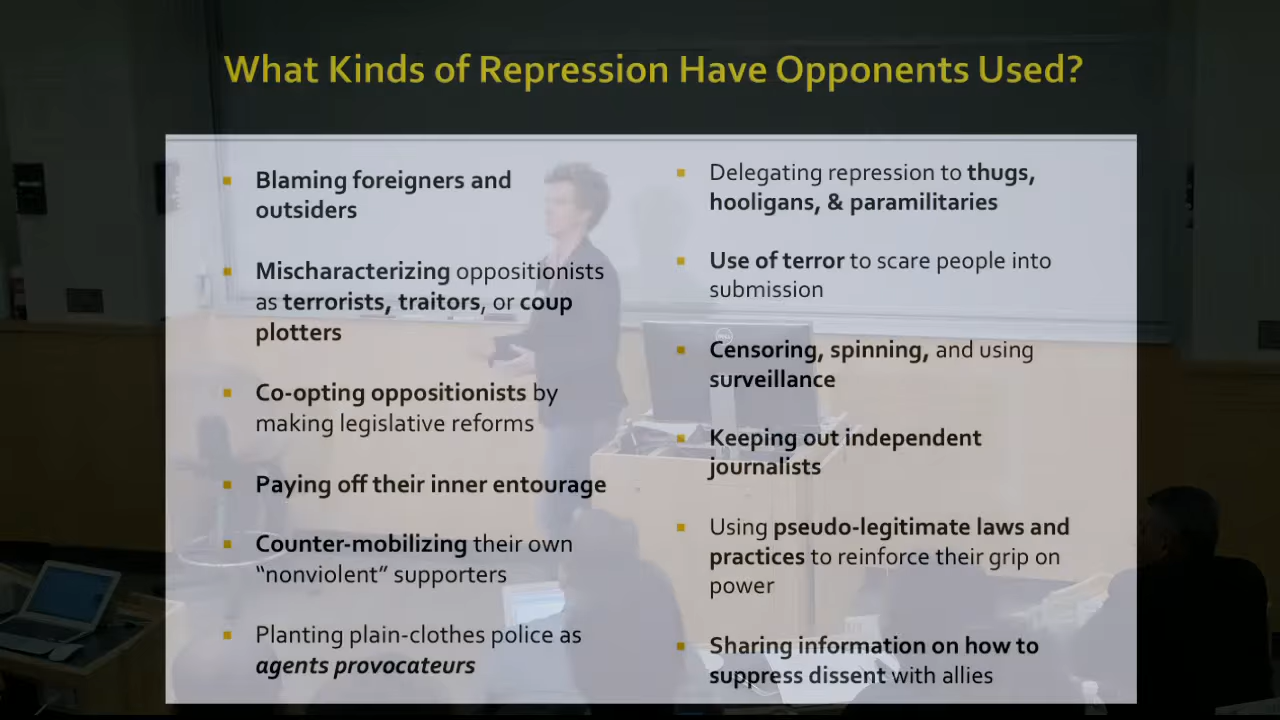 What Kinds of Repression Have Opponents Used?
▪ Blaming foreigners and
outsiders
▪ Mischaracterizing oppositionists
as terrorists, traitors, or coup
plotters
▪ Co-opting oppositionists by
making legislative reforms
▪ Paying off their inner entourage
▪ Counter-mobilizing their own
“nonviolent” supporters
▪ Planting plain-clothes police as
agents provocateurs
▪ Delegating repression to thugs,
hooligans, & paramilitaries
▪ Use of terror to scare people into
submission
▪ Censoring, spinning, and using
surveillance
▪ Keeping out independent
journalists
▪ Using pseudo-legitimate laws and
practices to reinforce their grip on
power
▪ Sharing information on how to
suppress dissent with allies
DELL